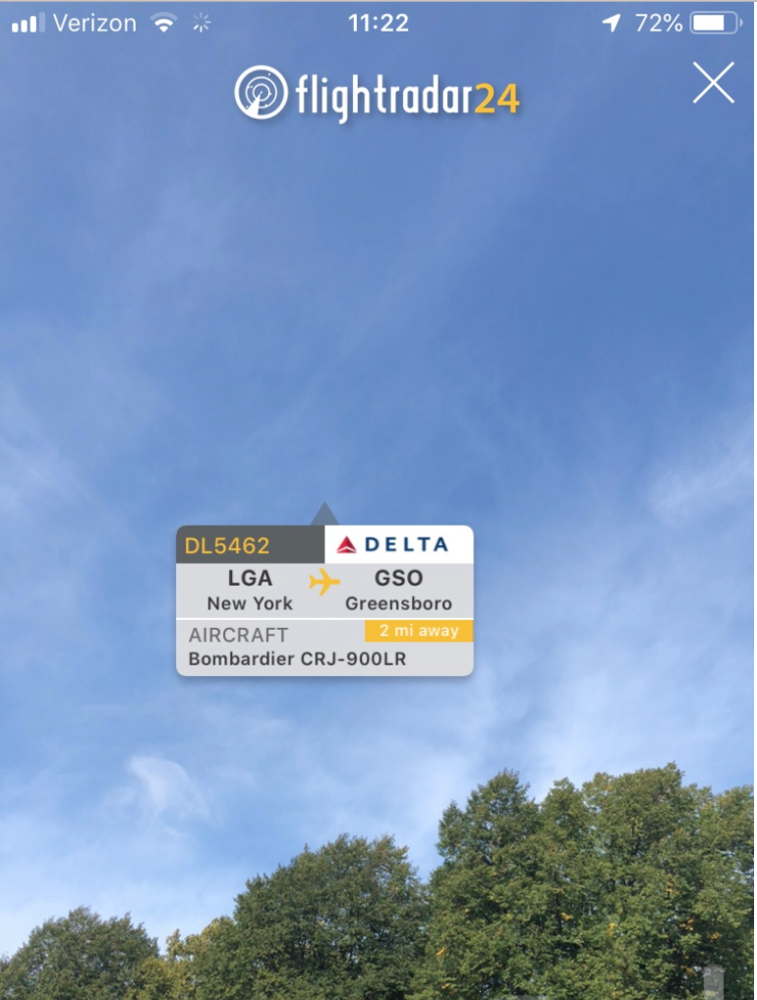 Verizon 11:22 72%
flightradar24
DL5462 DELTA
LGA GSO
New York Greensboro
AIRCRAFT 2 mi away
Bombardier CRJ-900LR